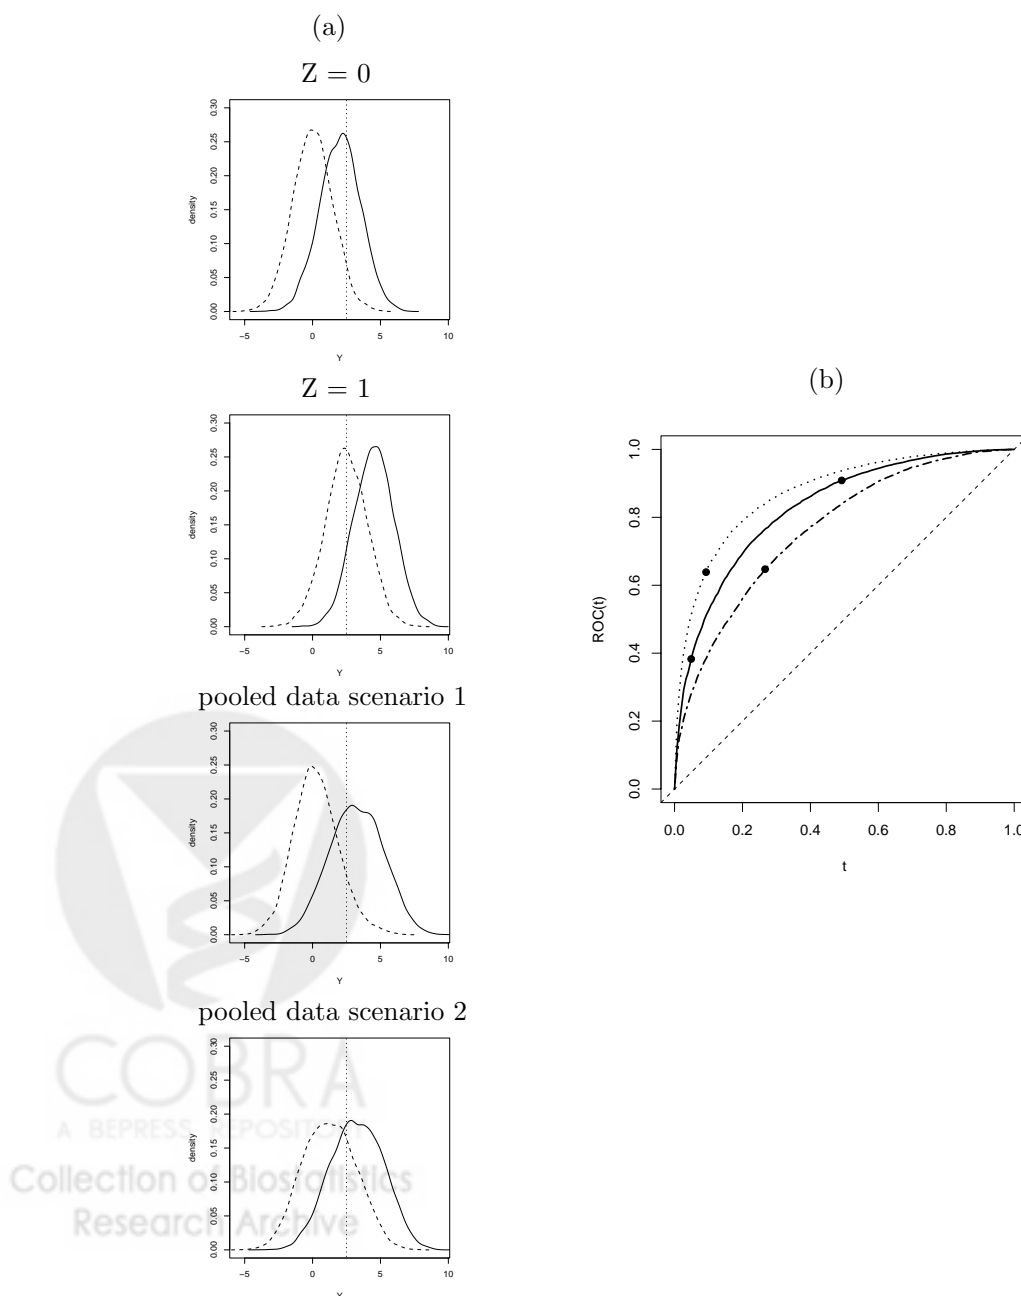 (a)
Z = 0
0.30
0.25
0.20
0.15
0.10
0.05
0.00
density
−5 0 5 10
Y
Z = 1
0.30
0.25
0.20
0.15
0.10
0.05
0.00
density
−5 0 5 10
Y
pooled data scenario 1
0.30
0.25
0.20
0.15
0.10
0.05
0.00
density
−5 0 5 10
Y
pooled data scenario 2
0.30
0.25
0.20
0.15
0.10
0.05
0.00
density
−5 0 5 10
Y
(b)
1.0
0.8
0.6
0.4
0.2
0.0
ROC(t)
0.0 0.2 0.4 0.6 0.8 1.0
t
COBRA
A BEPRESS REPOSITORY
Collection of Biostatistics
Research Archive